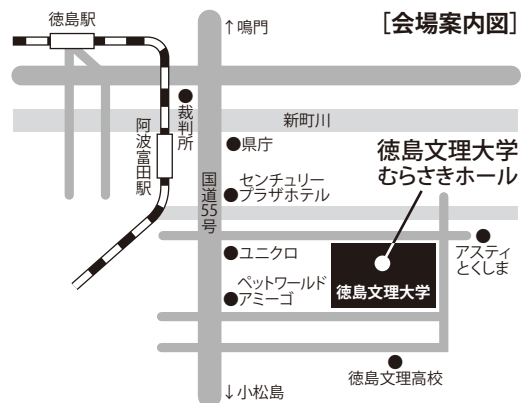 徳島駅
↑鳴門
[会場案内図]
裁判所
新町川
阿波富田駅
県庁
徳島文理大学
むらさきホール
センチュリー
プラザホテル
国道55号
ユニクロ
アスティ
とくしま
ペットワールド
アミーゴ
徳島文理大学
徳島文理高校
↓小松島